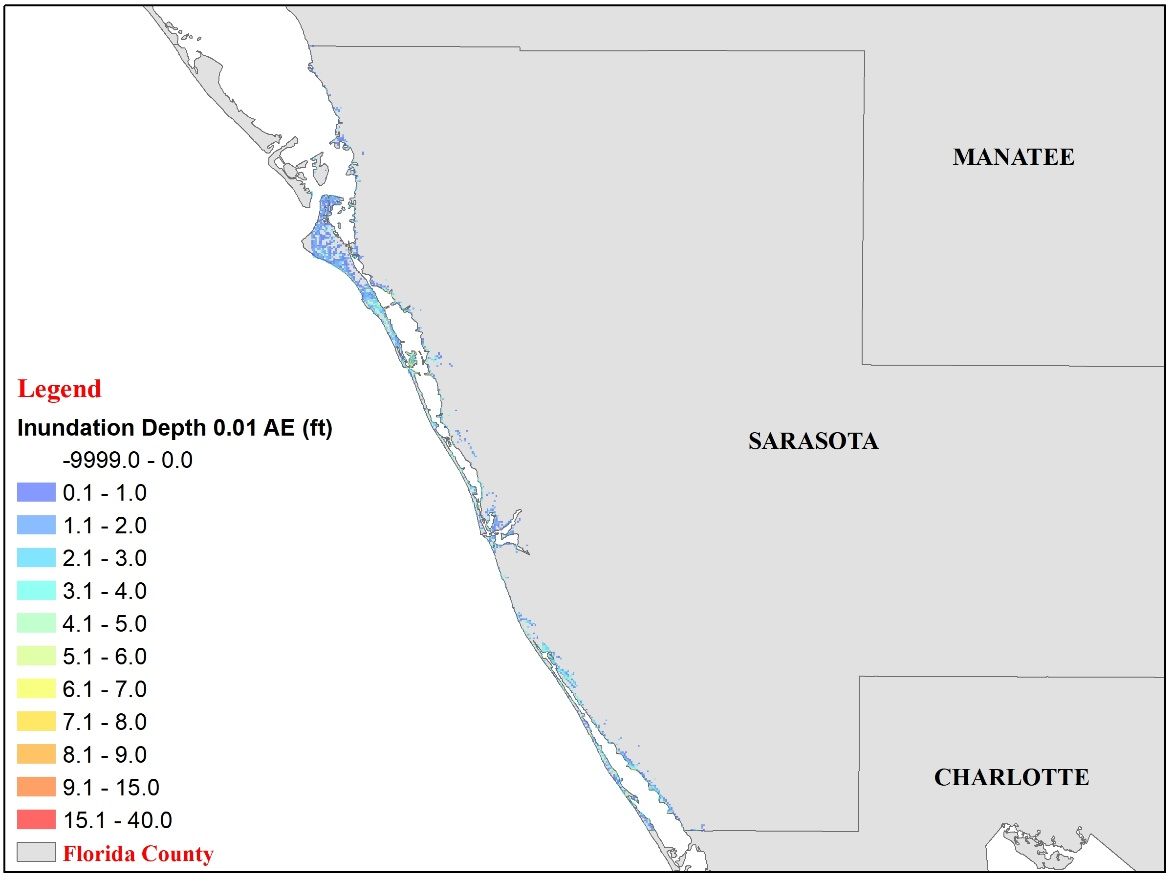 MANATEE
SARASOTA
CHARLOTTE
Legend
Inundation Depth 0.01 AE (ft)
-9999.0 - 0.0
0.1 - 1.0
1.1 - 2.0
2.1 - 3.0
3.1 - 4.0
4.1 - 5.0
5.1 - 6.0
6.1 - 7.0
7.1 - 8.0
8.1 - 9.0
9.1 - 15.0
15.1 - 40.0
Florida County